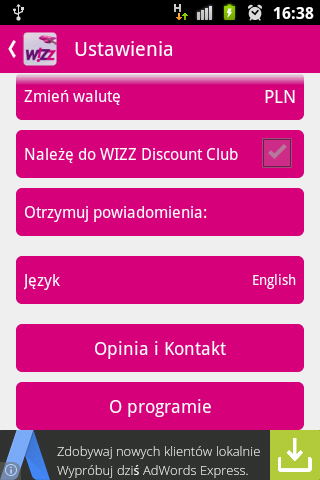 H
16:38
WIZZ
Ustawienia
Zmień walutę
PLN
Należę do WIZZ Discount Club
Otrzymuj powiadomienia:
Język
English
Opinia i Kontakt
O programie
Zdobywaj nowych klientów lokalnie
Wypróbuj dziś AdWords Express.